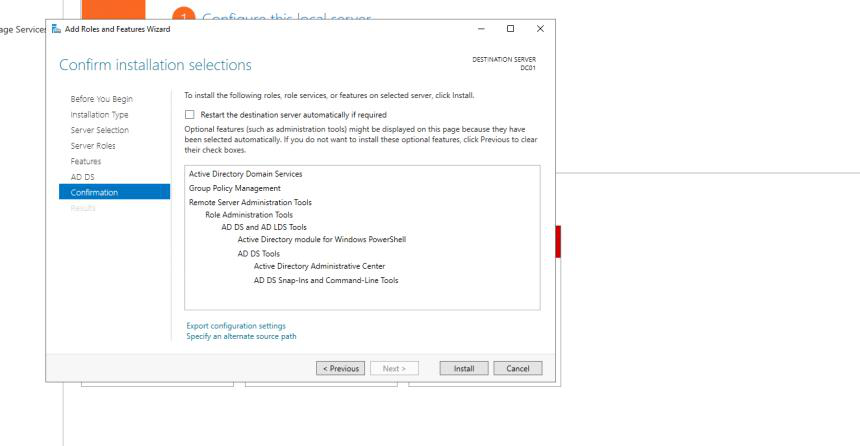 1 Configure this local server
age Services
Add Roles and Features Wizard
Confirm installation selections
DESTINATION SERVER
DC01
Before You Begin
Installation Type
Server Selection
Server Roles
Features
AD DS
Confirmation
Results
To install the following roles, role services, or features on selected server, click Install.
Restart the destination server automatically if required
Optional features (such as administration tools) might be displayed on this page because they have
been selected automatically. If you do not want to install these optional features, click Previous to clear
their check boxes.
Active Directory Domain Services
Group Policy Management
Remote Server Administration Tools
Role Administration Tools
AD DS and AD LDS Tools
Active Directory module for Windows PowerShell
AD DS Tools
Active Directory Administrative Center
AD DS Snap-Ins and Command-Line Tools
Export configuration settings
Specify an alternate source path
< Previous
Next >
Install
Cancel